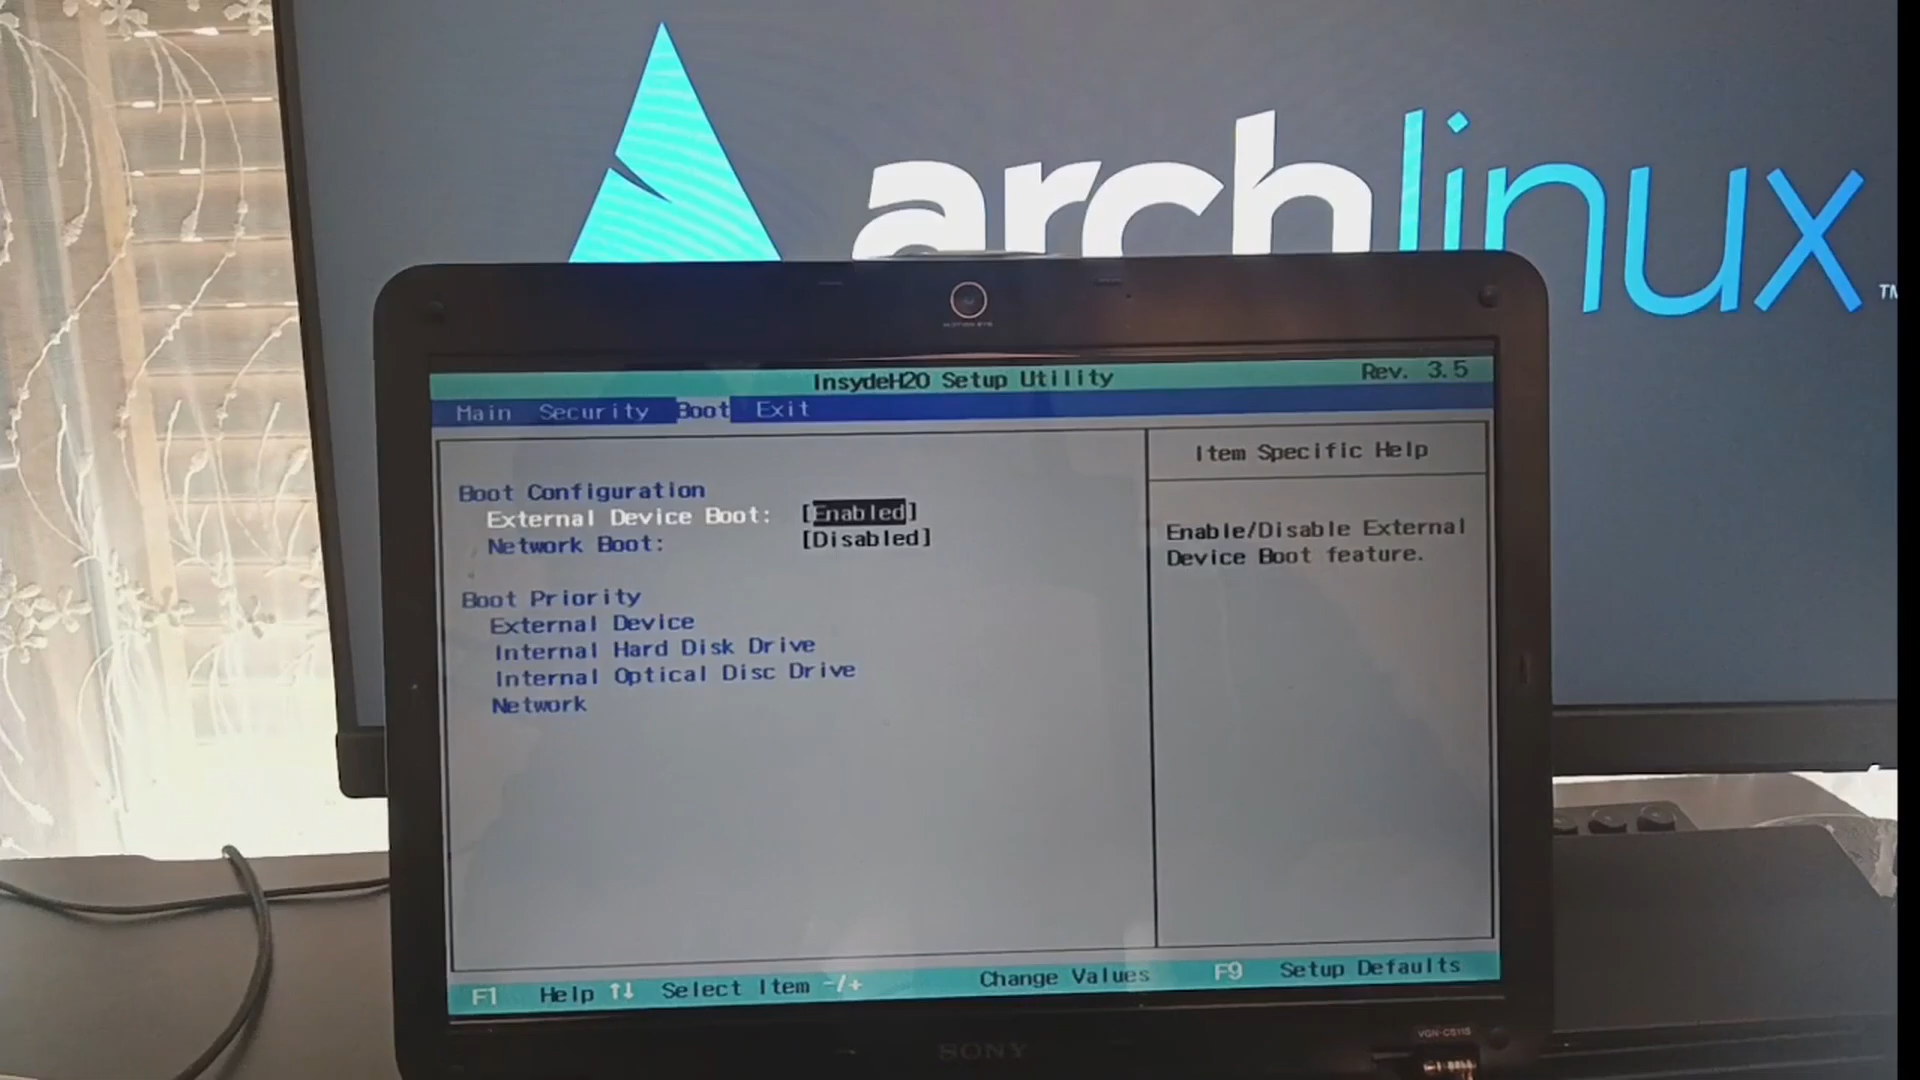 archlinux™
InsydeH2O Setup Utility Rev. 3.5
Main Security Boot Exit
Item Specific Help
Boot Configuration
External Device Boot: [Enabled]
Network Boot: [Disabled]
Enable/Disable External
Device Boot feature.
Boot Priority
External Device
Internal Hard Disk Drive
Internal Optical Disc Drive
Network
F1 Help ↑↓ Select Item -/+ Change Values F9 Setup Defaults
SONY